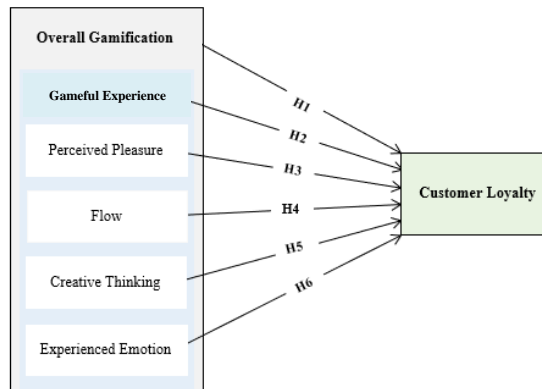 Overall Gamification
Gameful Experience
Perceived Pleasure
Flow
Creative Thinking
Experienced Emotion
H1
H2
H3
H4
H5
H6
Customer Loyalty